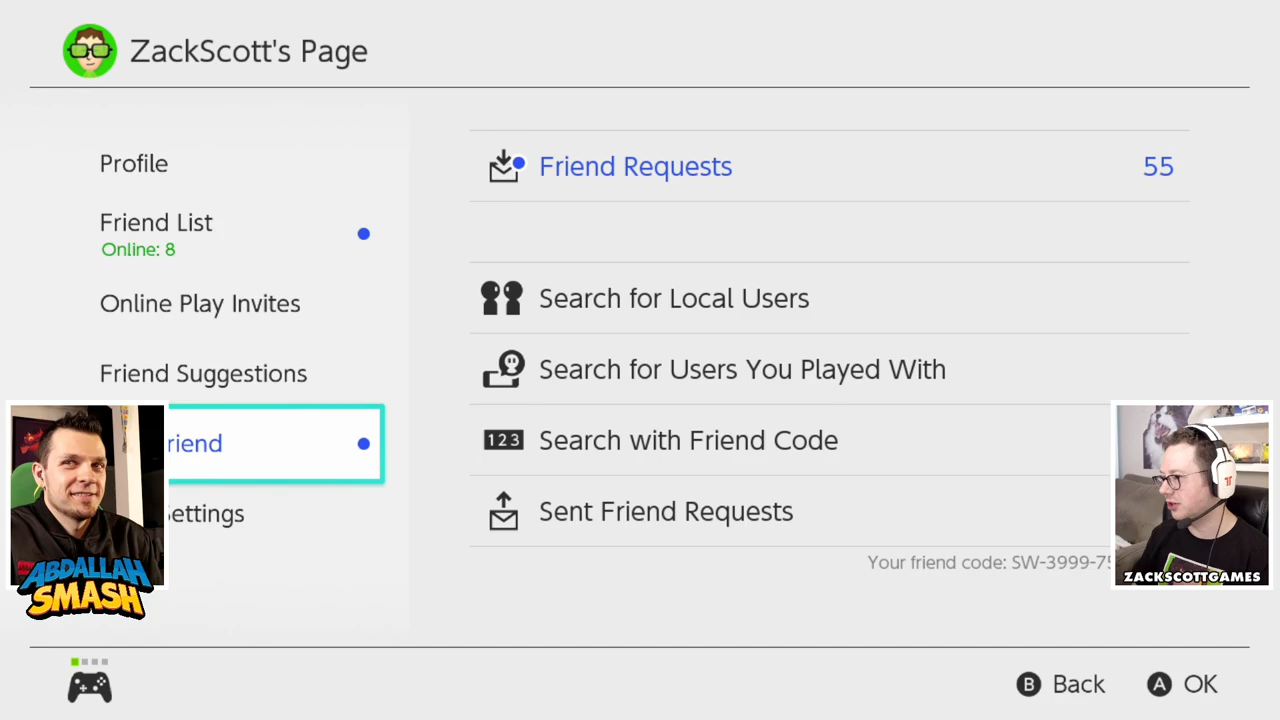 ZackScott's Page
Profile
Friend List
Online: 8
Online Play Invites
Friend Suggestions
riend
ettings
Friend Requests 55
Search for Local Users
Search for Users You Played With
Search with Friend Code
Sent Friend Requests
Your friend code: SW-3999-75
ABDALLAH
SMASH
ZACKSCOTTGAMES
B Back A OK